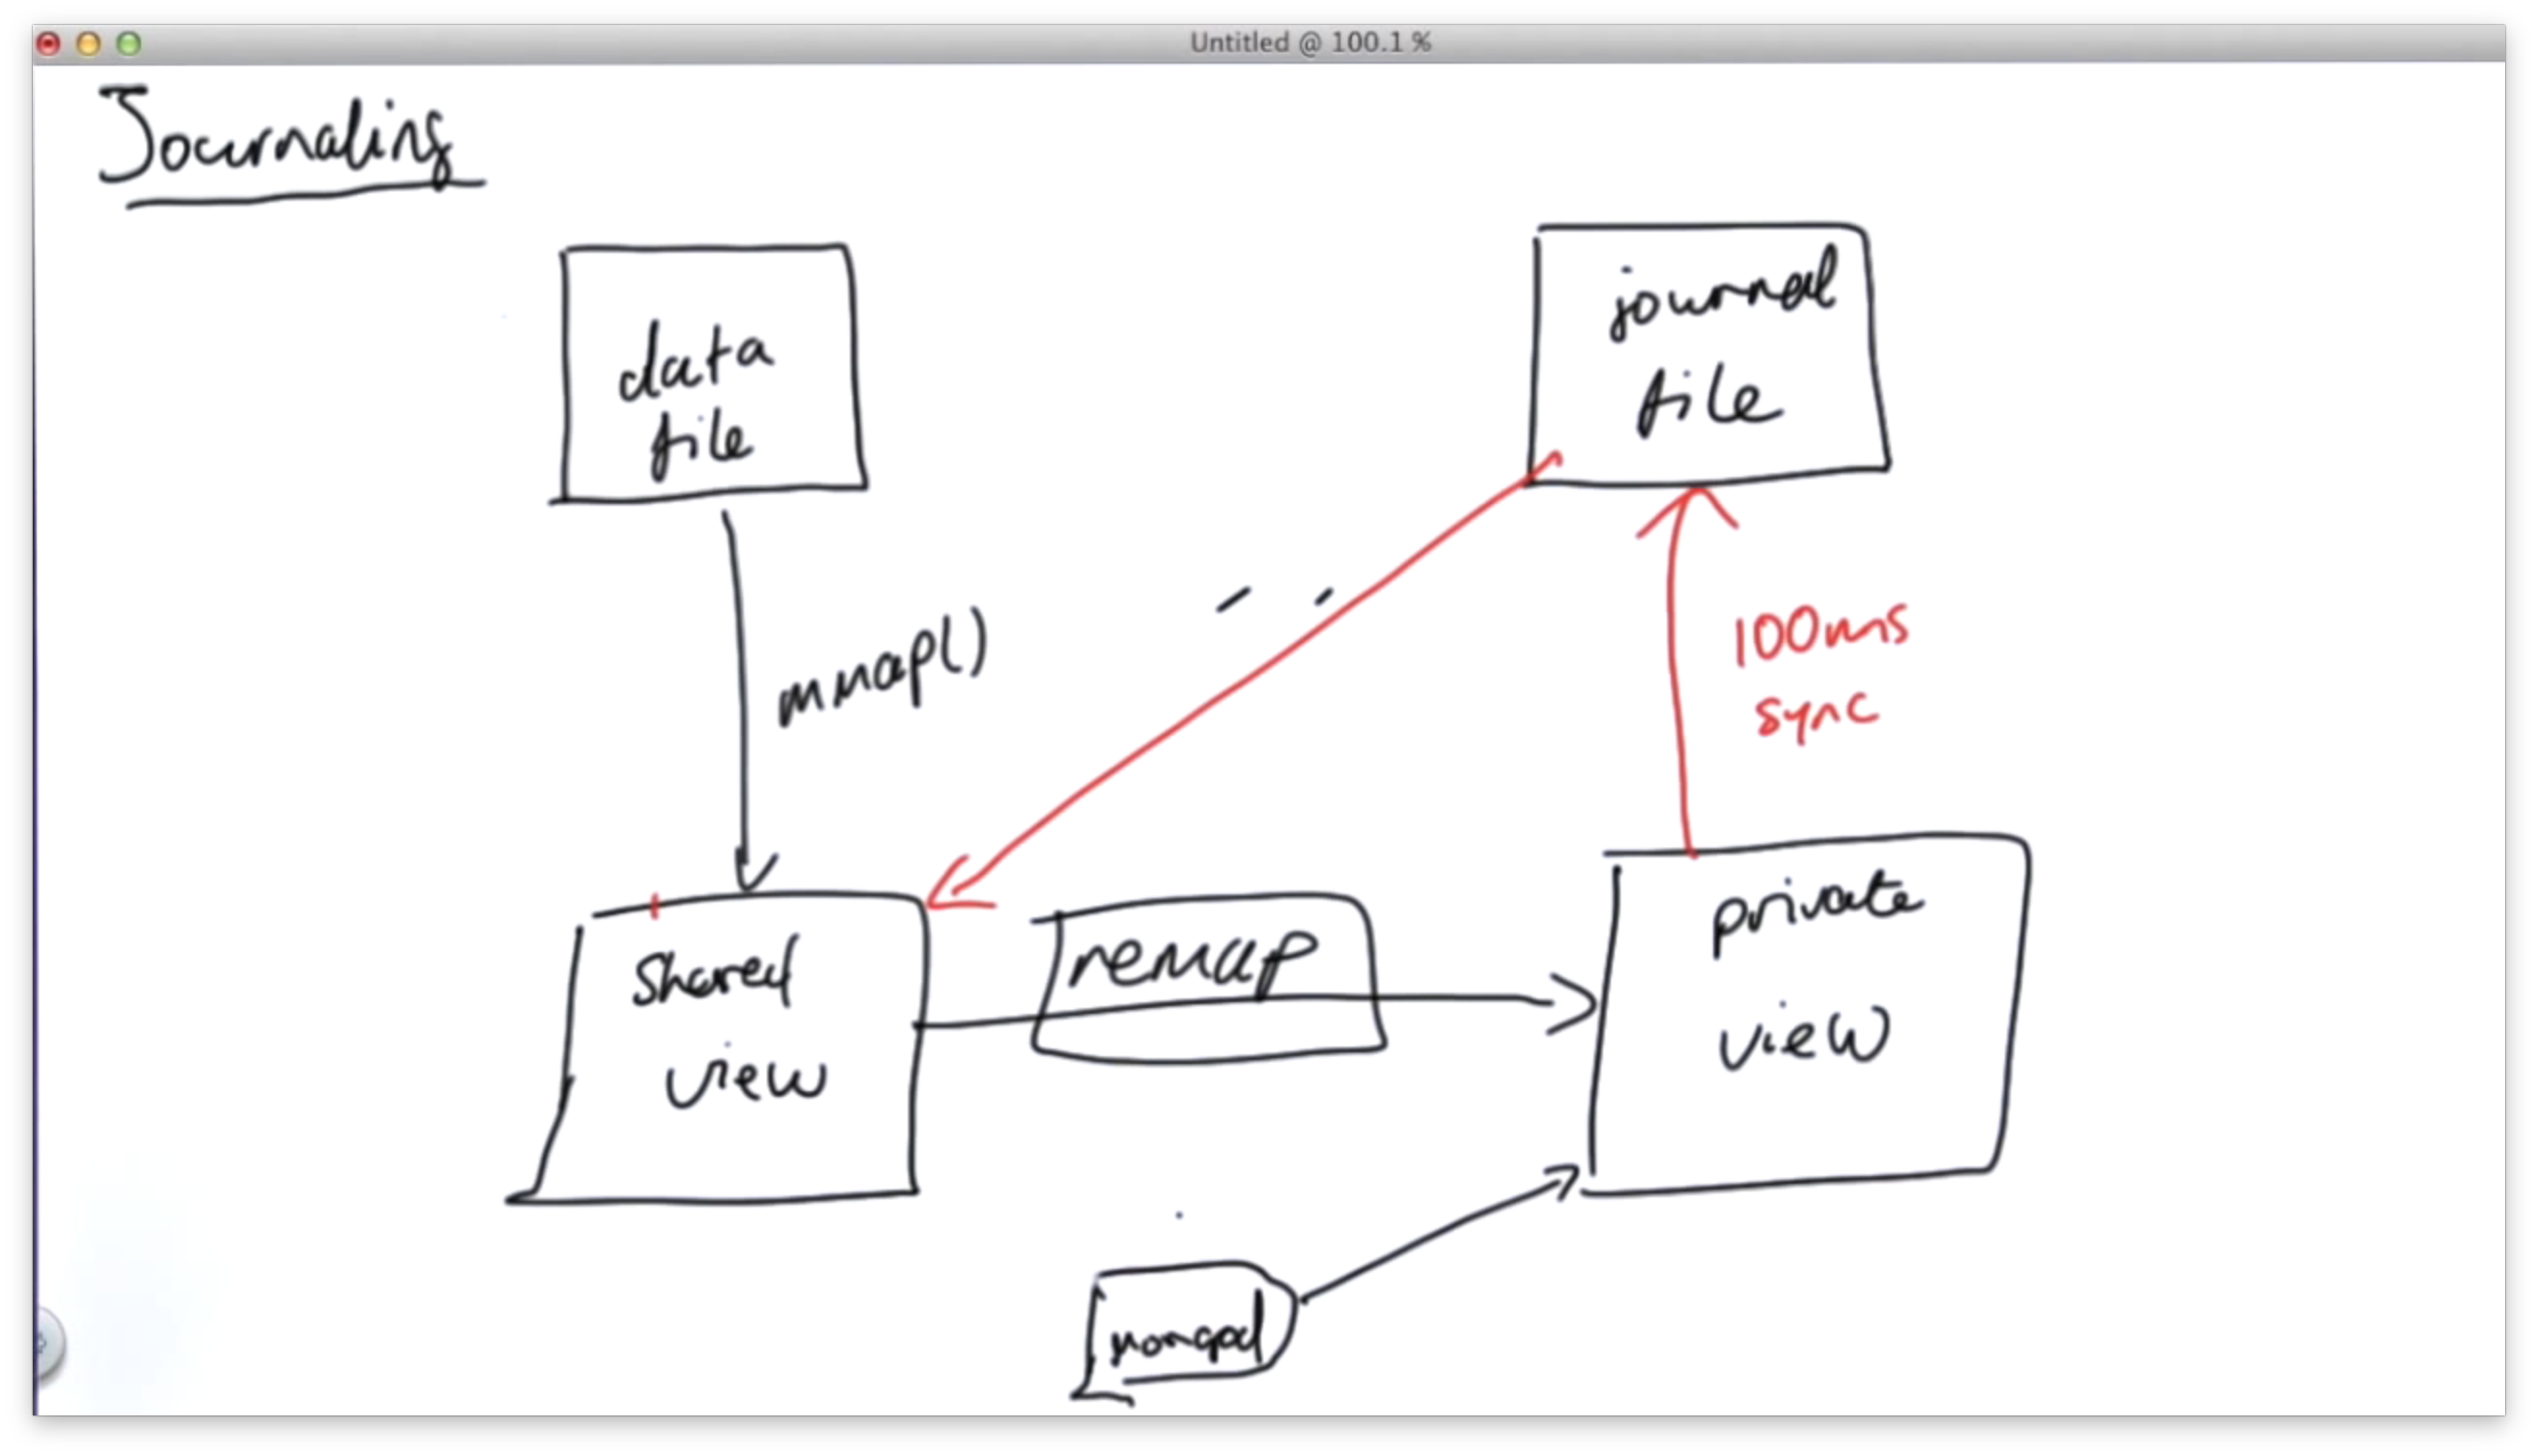 Untitled @ 100.1 %
Journaling
data
file
journal
file
mmap()
100ms
sync
shared
view
remap
private
view
mongod